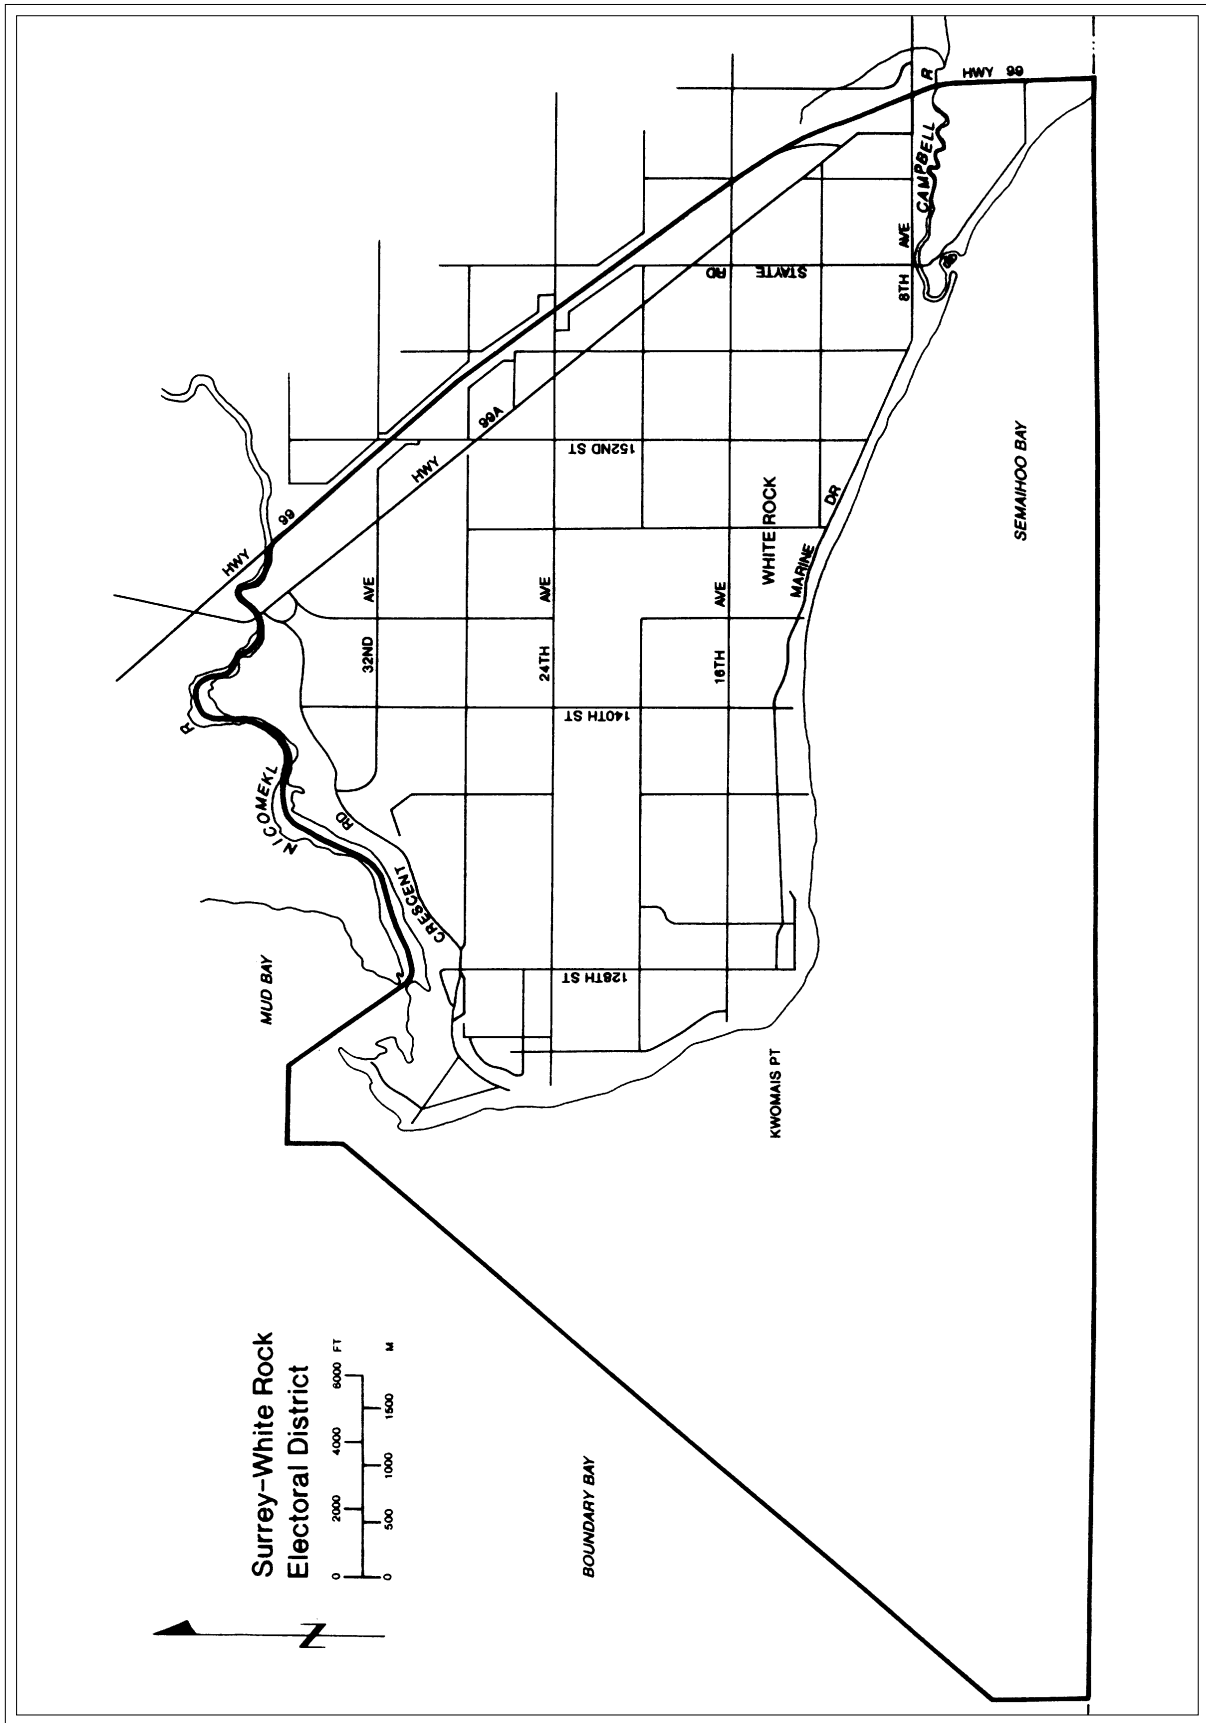 Surrey-White Rock
Electoral District
0 2000 4000 6000 FT
0 500 1000 1500 M
N
MUD BAY
BOUNDARY BAY
SEMAIHOO BAY
KWOMAIS PT
NICOMEKL R
CRESCENT RD
HWY 99
HWY 99A
32ND AVE
24TH AVE
16TH AVE
8TH AVE
128TH ST
140TH ST
152ND ST
STAYTE RD
WHITE ROCK
MARINE DR
CAMPBELL R
HWY 99